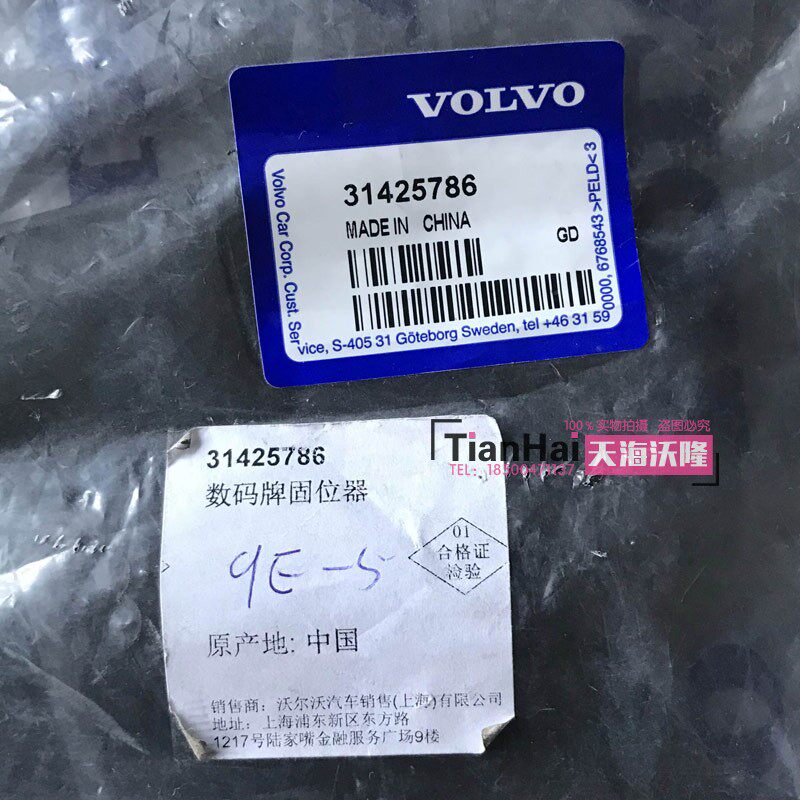 VOLVO
31425786
MADE IN CHINA
GD
Volvo Car Corp. Cust. Service, S-405 31 Göteborg Sweden, tel +46 31 590000, 6768543 >PELD< 3
100%实物拍摄 盗图必究
TianHai 天海沃隆
TEL:
31425786
数码牌固位器
9E-5
01
合格证
检验
原产地: 中国
销售商: 沃尔沃汽车销售(上海)有限公司
地址: 上海浦东新区东方路
1217号陆家嘴金融服务广场9楼